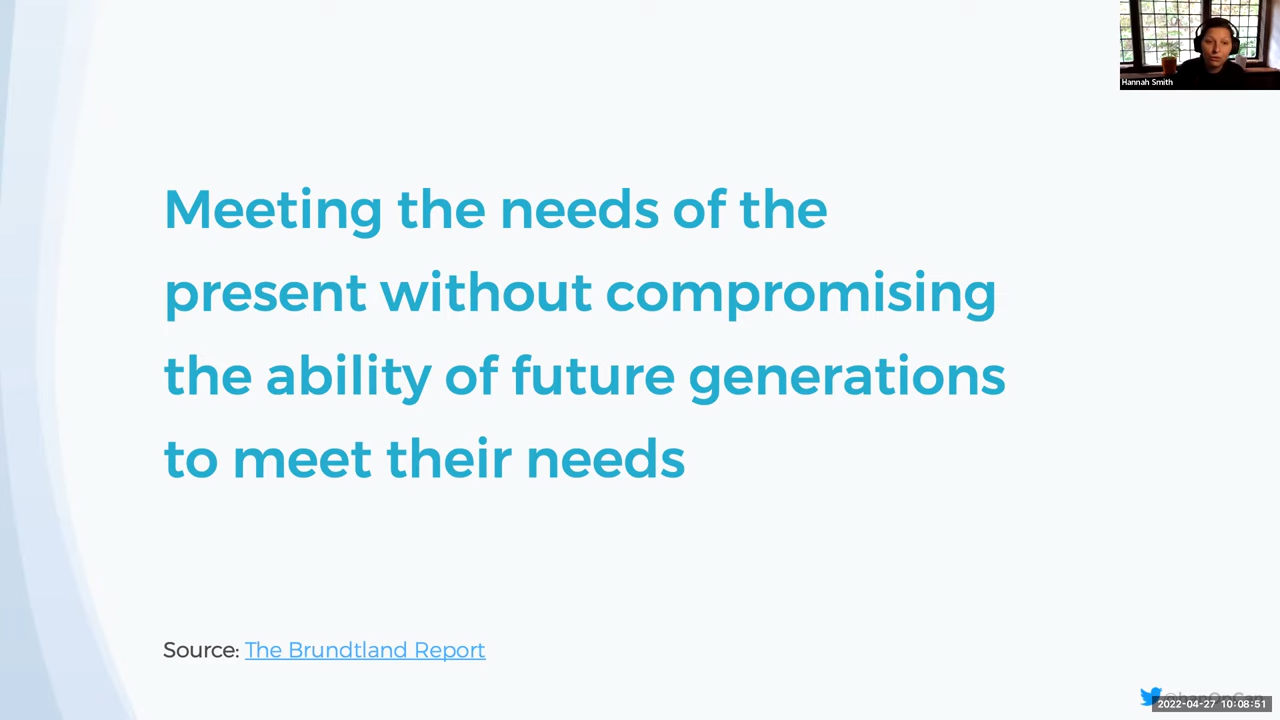 Hannah Smith
Meeting the needs of the
present without compromising
the ability of future generations
to meet their needs
Source: The Brundtland Report
2022-04-27 10:08:51